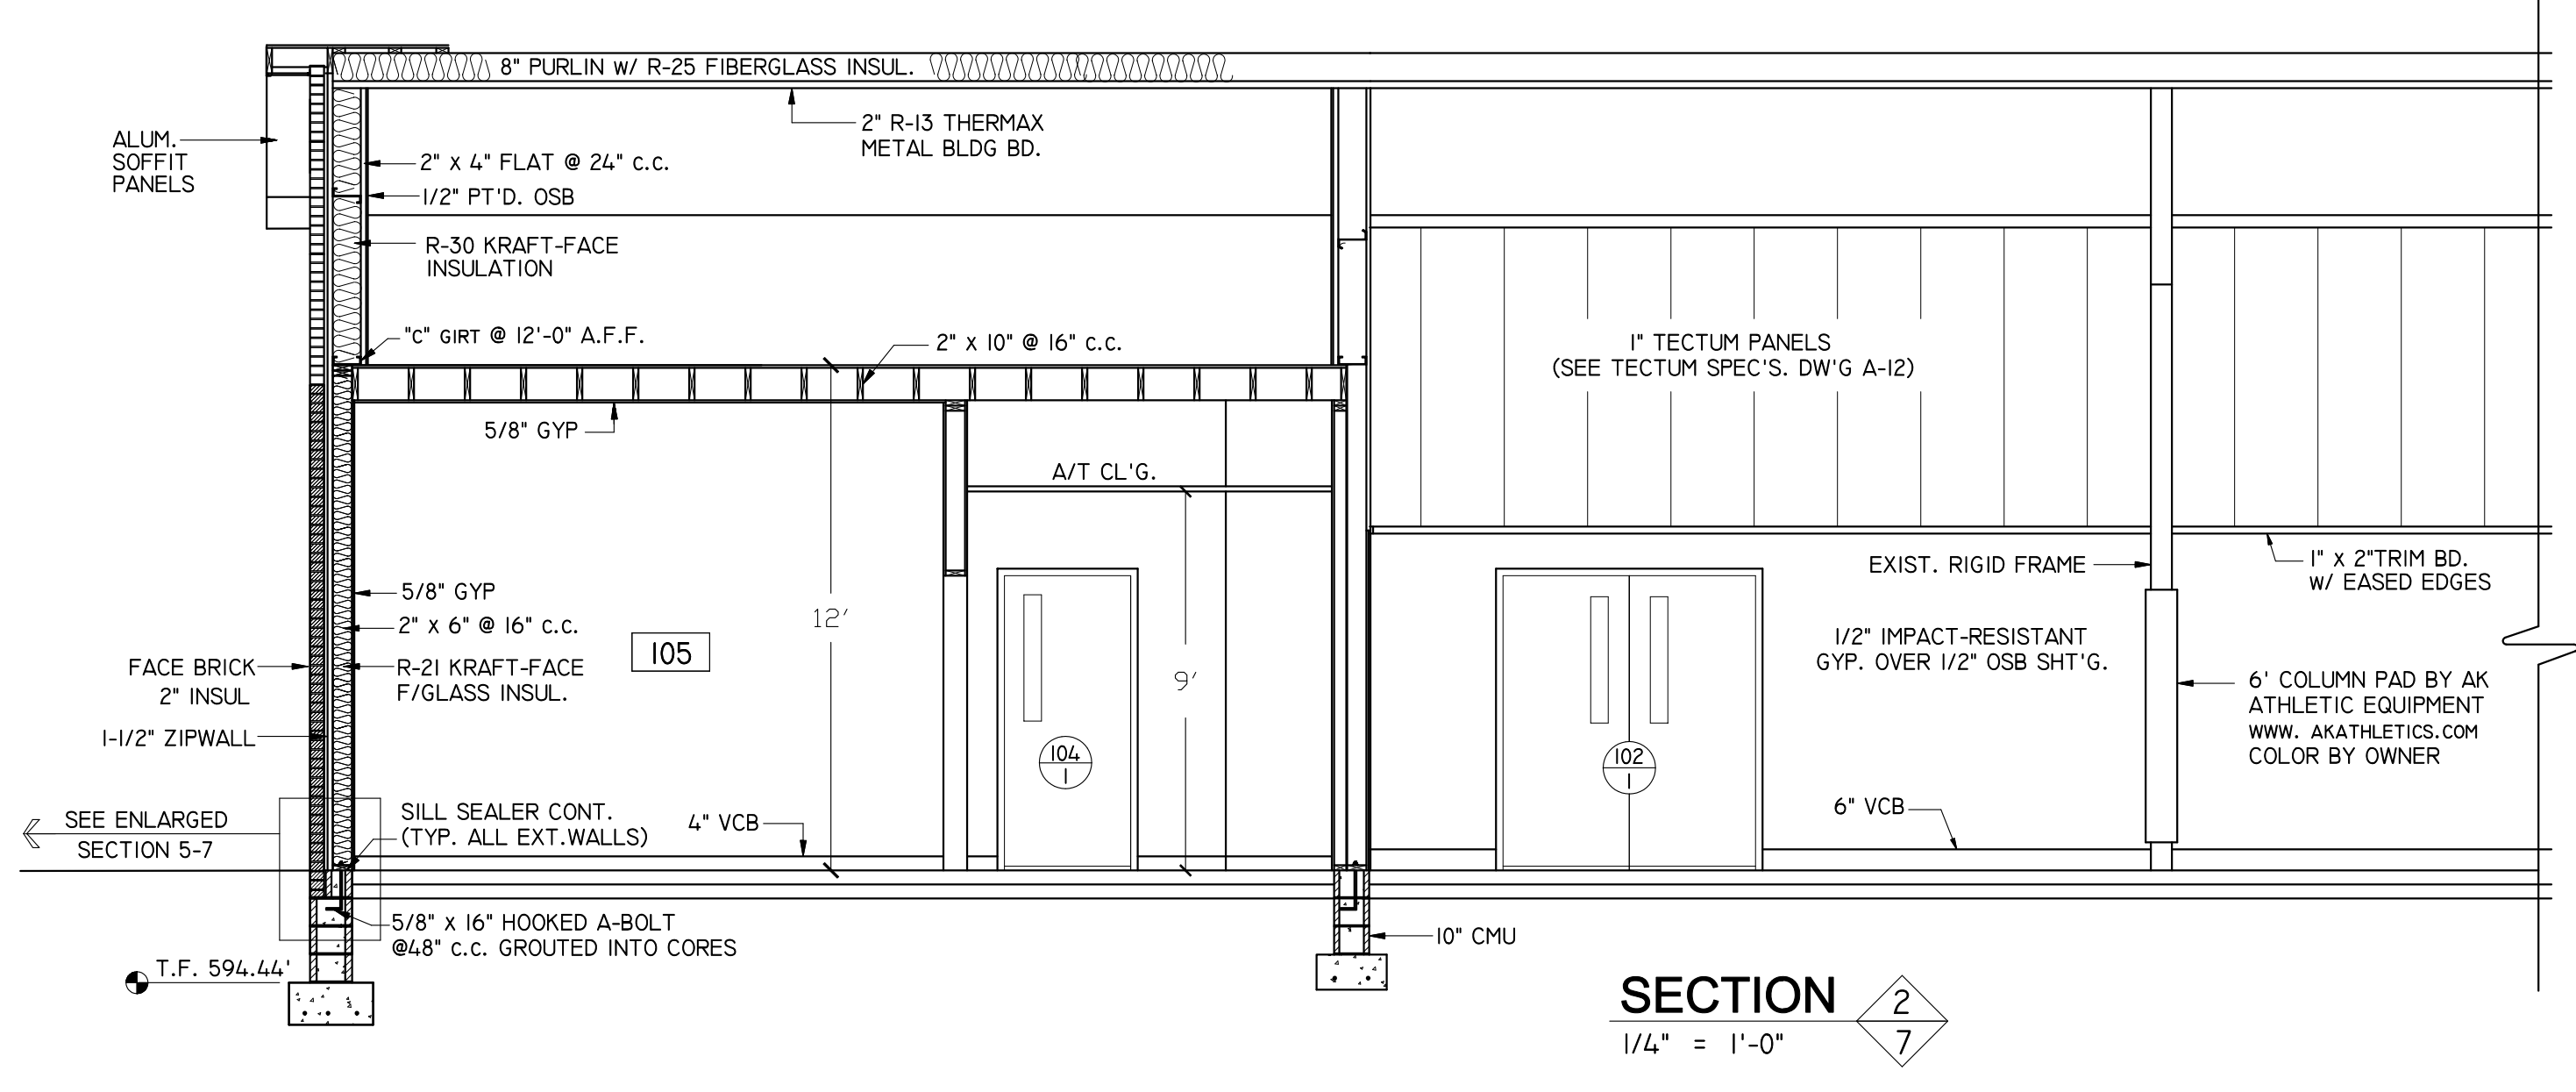 8" PURLIN W/ R-25 FIBERGLASS INSUL.
ALUM.
SOFFIT
PANELS
2" R-13 THERMAX
METAL BLDG BD.
2" X 4" FLAT @ 24" C.C.
1/2" PT'D. OSB
R-30 KRAFT-FACE
INSULATION
"C" GIRT @ 12'-0" A.F.F.
2" X 10" @ 16" C.C.
1" TECTUM PANELS
(SEE TECTUM SPEC'S. DW'G A-12)
5/8" GYP
A/T CL'G.
EXIST. RIGID FRAME
1" X 2"TRIM BD.
W/ EASED EDGES
5/8" GYP
2" X 6" @ 16" C.C.
12'
105
1/2" IMPACT-RESISTANT
GYP. OVER 1/2" OSB SHT'G.
FACE BRICK
2" INSUL
R-21 KRAFT-FACE
F/GLASS INSUL.
9'
6' COLUMN PAD BY AK
ATHLETIC EQUIPMENT
WWW. AKATHLETICS.COM
COLOR BY OWNER
1-1/2" ZIPWALL
104
1
102
1
SEE ENLARGED
SECTION 5-7
SILL SEALER CONT.
(TYP. ALL EXT.WALLS)
4" VCB
6" VCB
5/8" X 16" HOOKED A-BOLT
@48" C.C. GROUTED INTO CORES
10" CMU
T.F. 594.44'
SECTION
2
7
1/4" = 1'-0"